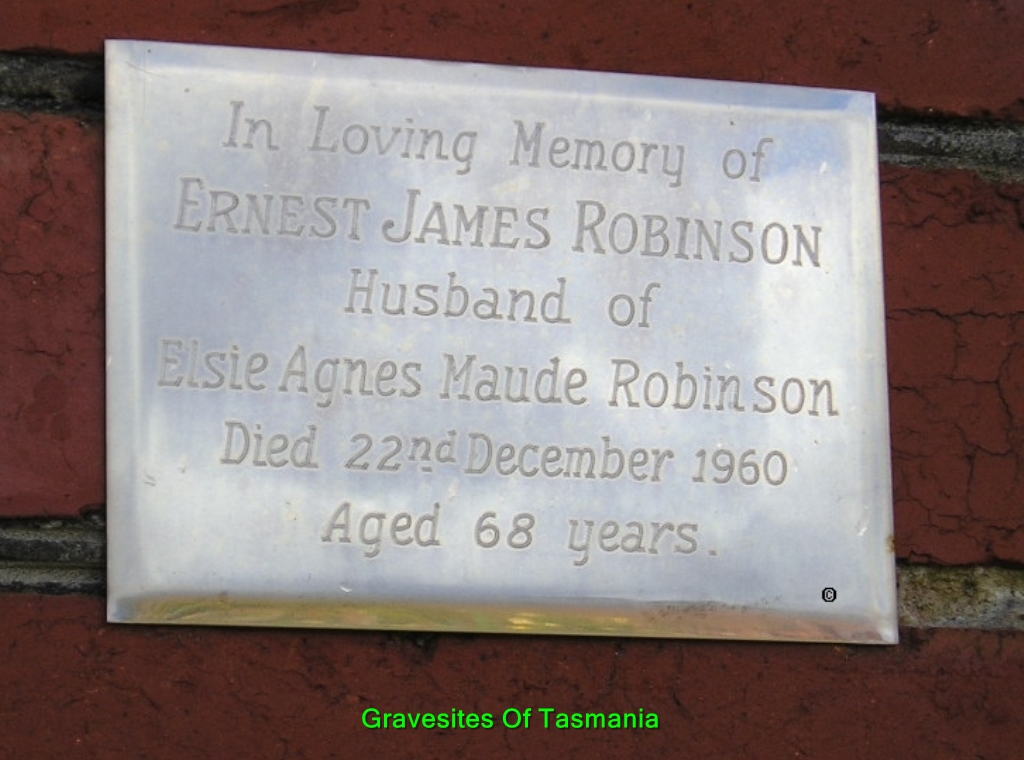 In Loving Memory of
ERNEST JAMES ROBINSON
Husband of
Elsie Agnes Maude Robinson
Died 22nd December 1960
Aged 68 years.
©
Gravesites Of Tasmania